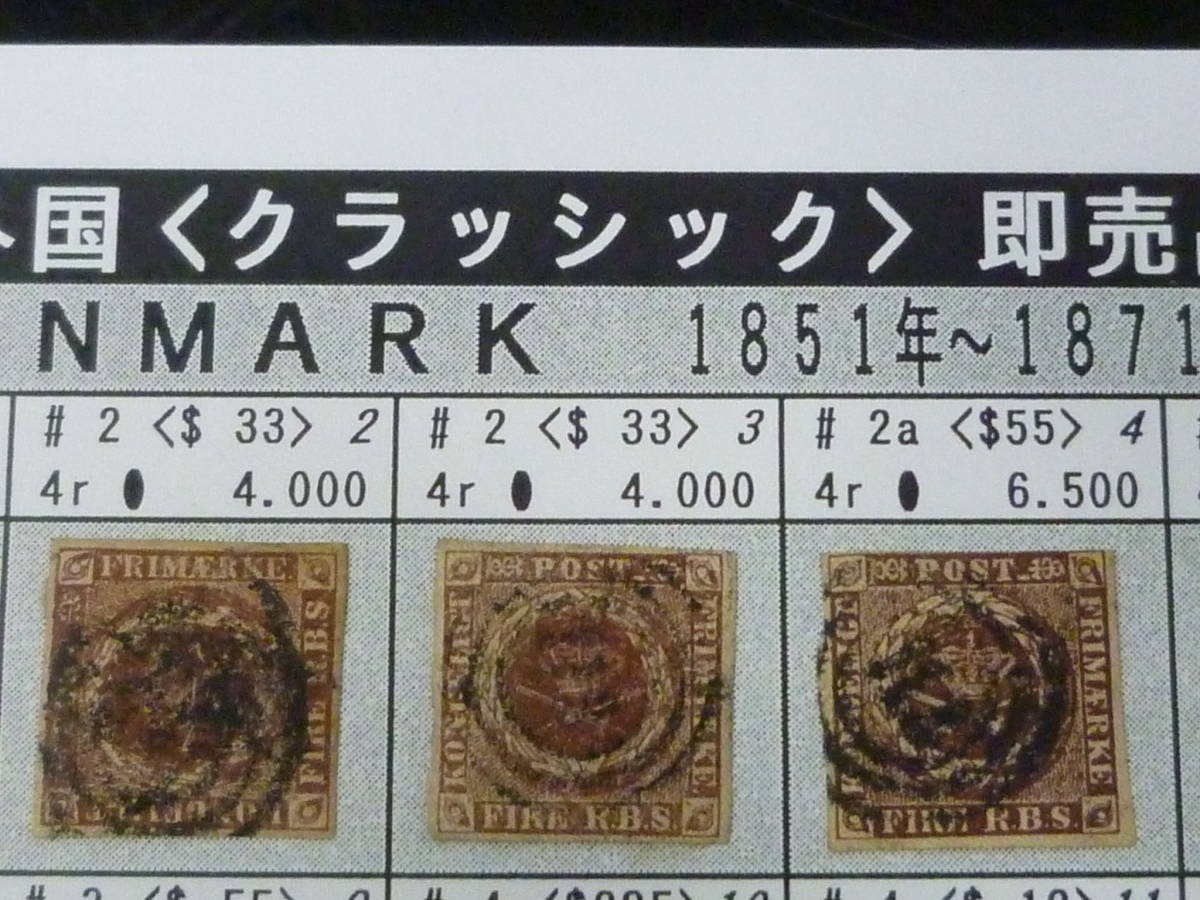 国〈クラッシック〉即売
NMARK 1851年~1871
# 2 <$ 33> 2
4r 4.000
# 2 <$ 33> 3
4r 4.000
# 2a <$55> 4
4r 6.500
FRIMÆRKE
FIRE R.B.S
POST
FIRE R.B.S.
POST
FRIMÆRKE
FIRE R.B.S.